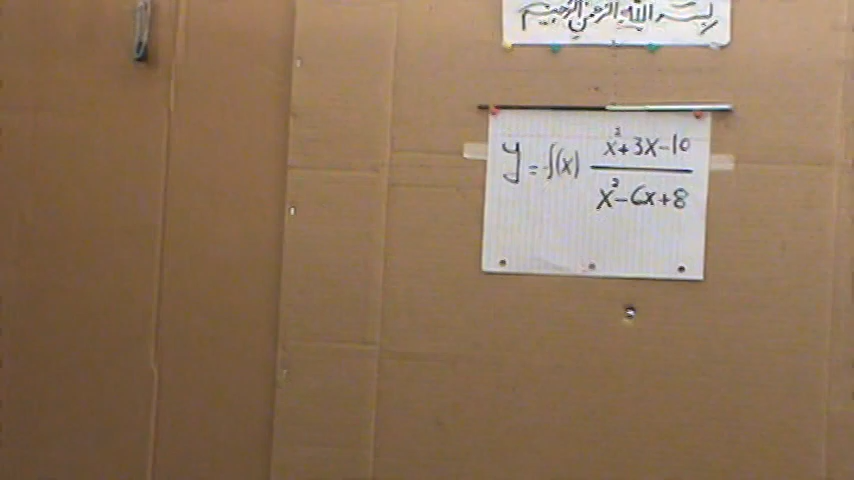 بسم الله الرحمن الرحيم
y = f(x) x²+3x-10
x²-6x+8